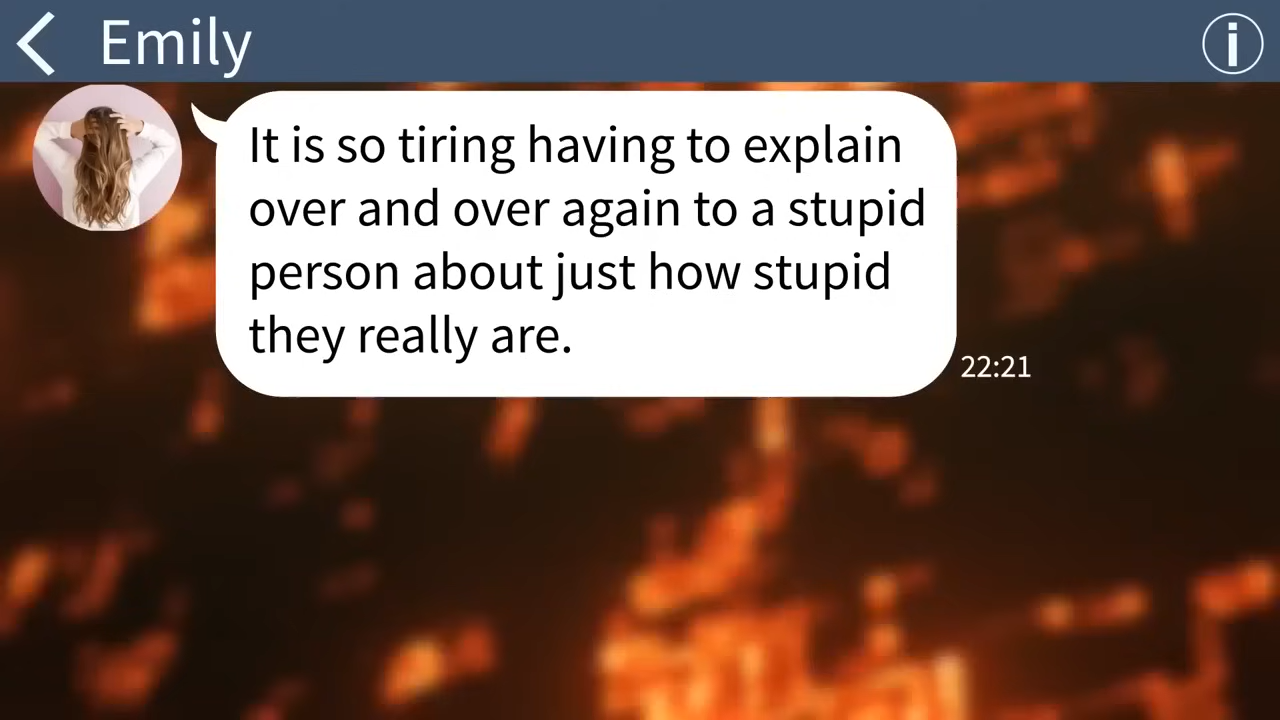 Emily
It is so tiring having to explain
over and over again to a stupid
person about just how stupid
they really are.
22:21